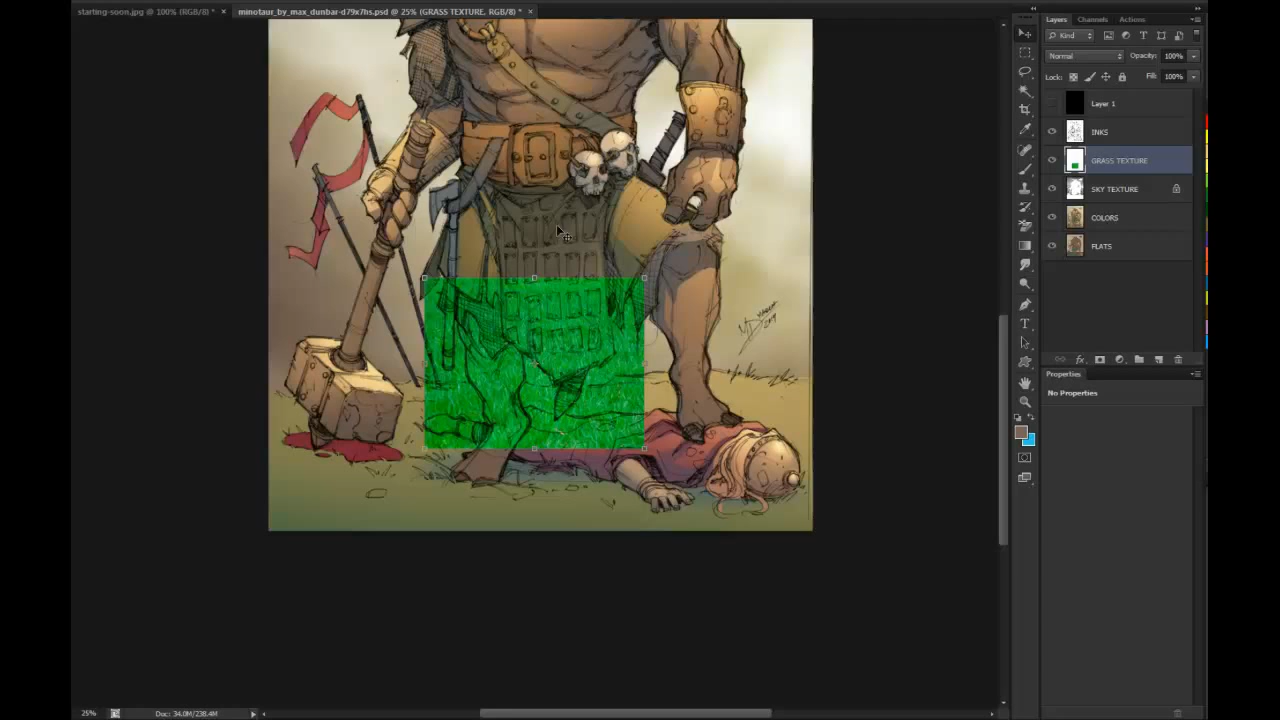 starting-soon.jpg @ 100% (RGB/8) * ×
minotaur_by_max_dunbar-d79x7hs.psd @ 25% (GRASS TEXTURE, RGB/8) * ×
Layers Channels Actions
Kind
Normal Opacity: 100%
Lock: Fill: 100%
Layer 1
INKS
GRASS TEXTURE
SKY TEXTURE
COLORS
FLATS
Properties
No Properties
25% Doc: 34.0M/238.4M